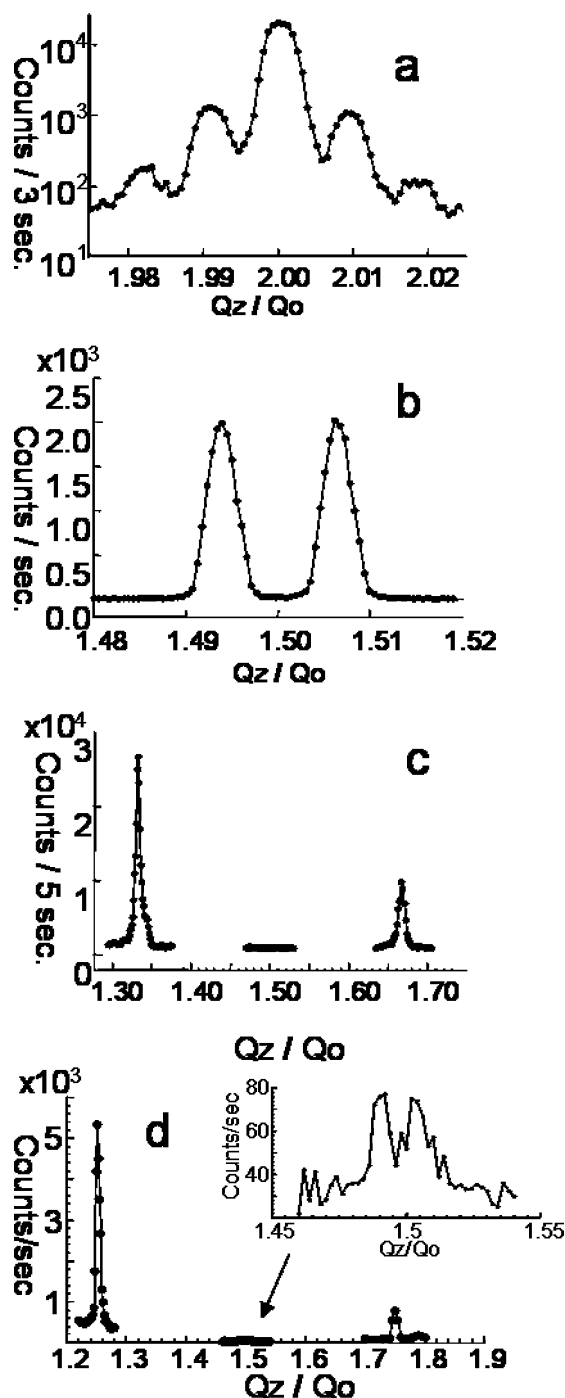 a
Counts / 3 sec.
10⁴
10³
10²
10¹
1.98 1.99 2.00 2.01 2.02
Qz / Qo
x10³
b
Counts / sec.
2.5
2.0
1.5
1.0
0.5
0.0
1.48 1.49 1.50 1.51 1.52
Qz / Qo
x10⁴
c
Counts / 5 sec.
3
2
1
0
1.30 1.40 1.50 1.60 1.70
Qz / Qo
x10³
d
Counts/sec
5
3
1
1.2 1.3 1.4 1.5 1.6 1.7 1.8 1.9
Qz / Qo
Counts/sec
80
60
40
1.45 1.5 1.55
Qz/Qo